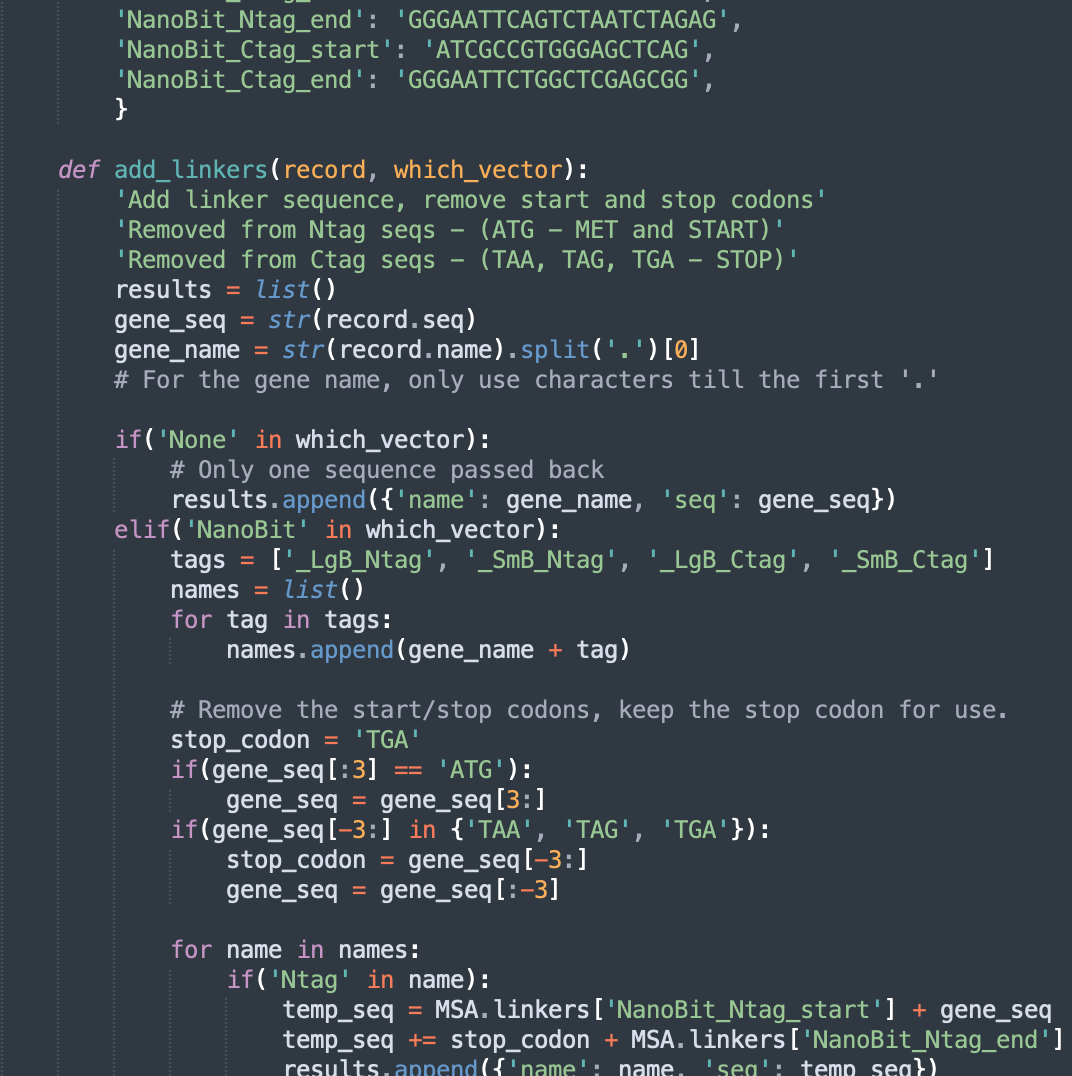 'NanoBit_Ntag_end': 'GGGAATTCAGTCTAATCTAGAG',
'NanoBit_Ctag_start': 'ATCGCCGTGGGAGCTCAG',
'NanoBit_Ctag_end': 'GGGAATTCTGGCTCGAGCGG',
}
def add_linkers(record, which_vector):
'Add linker sequence, remove start and stop codons'
'Removed from Ntag seqs - (ATG - MET and START)'
'Removed from Ctag seqs - (TAA, TAG, TGA - STOP)'
results = list()
gene_seq = str(record.seq)
gene_name = str(record.name).split('.')[0]
# For the gene name, only use characters till the first '.'
if('None' in which_vector):
# Only one sequence passed back
results.append({'name': gene_name, 'seq': gene_seq})
elif('NanoBit' in which_vector):
tags = ['_LgB_Ntag', '_SmB_Ntag', '_LgB_Ctag', '_SmB_Ctag']
names = list()
for tag in tags:
names.append(gene_name + tag)
# Remove the start/stop codons, keep the stop codon for use.
stop_codon = 'TGA'
if(gene_seq[:3] == 'ATG'):
gene_seq = gene_seq[3:]
if(gene_seq[-3:] in {'TAA', 'TAG', 'TGA'}):
stop_codon = gene_seq[-3:]
gene_seq = gene_seq[:-3]
for name in names:
if('Ntag' in name):
temp_seq = MSA.linkers['NanoBit_Ntag_start'] + gene_seq
temp_seq += stop_codon + MSA.linkers['NanoBit_Ntag_end']
results.append({'name': name, 'seq': temp_seq})